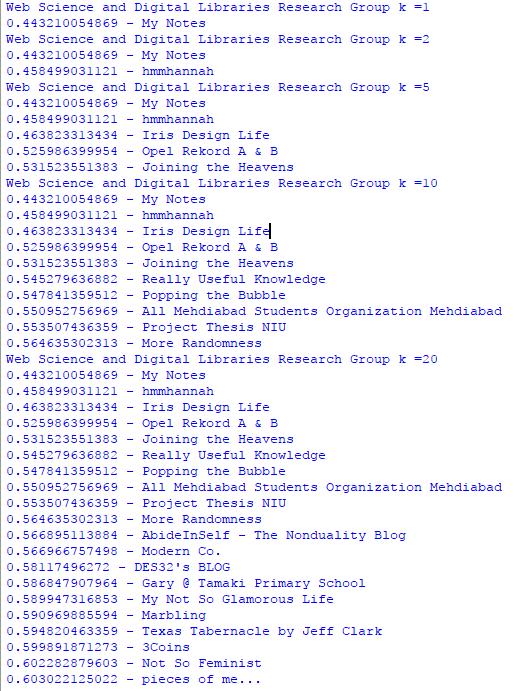 Web Science and Digital Libraries Research Group k =1
0.443210054869 - My Notes
Web Science and Digital Libraries Research Group k =2
0.443210054869 - My Notes
0.458499031121 - hmmhannah
Web Science and Digital Libraries Research Group k =5
0.443210054869 - My Notes
0.458499031121 - hmmhannah
0.463823313434 - Iris Design Life
0.525986399954 - Opel Rekord A & B
0.531523551383 - Joining the Heavens
Web Science and Digital Libraries Research Group k =10
0.443210054869 - My Notes
0.458499031121 - hmmhannah
0.463823313434 - Iris Design Life
0.525986399954 - Opel Rekord A & B
0.531523551383 - Joining the Heavens
0.545279636882 - Really Useful Knowledge
0.547841359512 - Popping the Bubble
0.550952756969 - All Mehdiabad Students Organization Mehdiabad
0.553507436359 - Project Thesis NIU
0.564635302313 - More Randomness
Web Science and Digital Libraries Research Group k =20
0.443210054869 - My Notes
0.458499031121 - hmmhannah
0.463823313434 - Iris Design Life
0.525986399954 - Opel Rekord A & B
0.531523551383 - Joining the Heavens
0.545279636882 - Really Useful Knowledge
0.547841359512 - Popping the Bubble
0.550952756969 - All Mehdiabad Students Organization Mehdiabad
0.553507436359 - Project Thesis NIU
0.564635302313 - More Randomness
0.566895113884 - AbideInSelf - The Nonduality Blog
0.566966757498 - Modern Co.
0.58117496272 - DES32's BLOG
0.586847907964 - Gary @ Tamaki Primary School
0.589947316853 - My Not So Glamorous Life
0.590969885594 - Marbling
0.594820463359 - Texas Tabernacle by Jeff Clark
0.599891871273 - 3Coins
0.602282879603 - Not So Feminist
0.603022125022 - pieces of me...